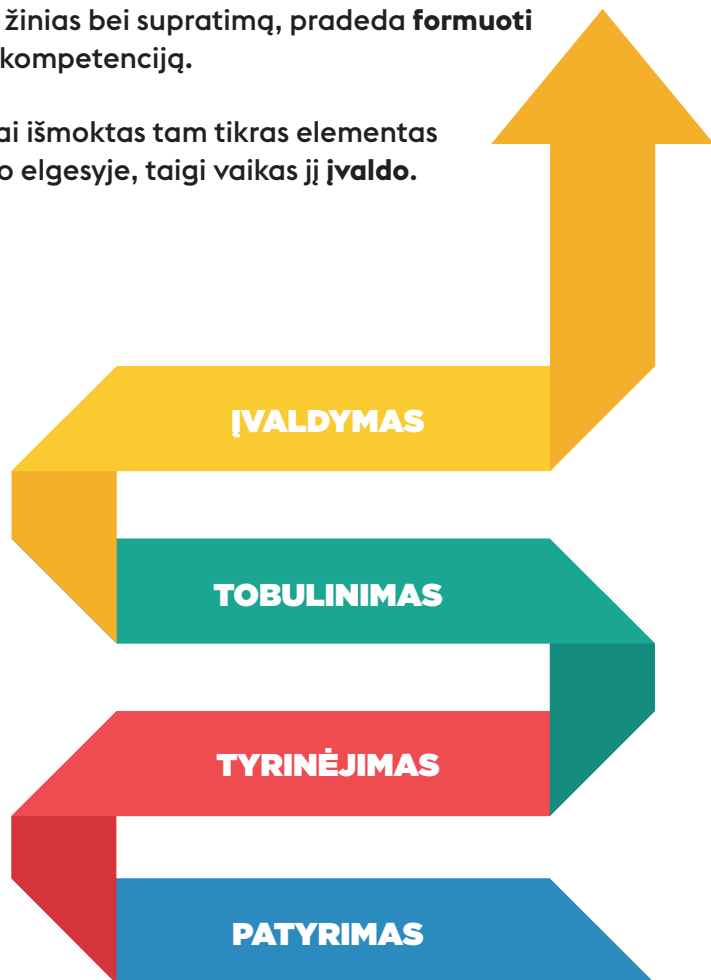 žinias bei supratimą, pradeda formuoti
kompetenciją.
ai išmoktas tam tikras elementas
o elgesyje, taigi vaikas jį įvaldo.
ĮVALDYMAS
TOBULINIMAS
TYRINĖJIMAS
PATYRIMAS